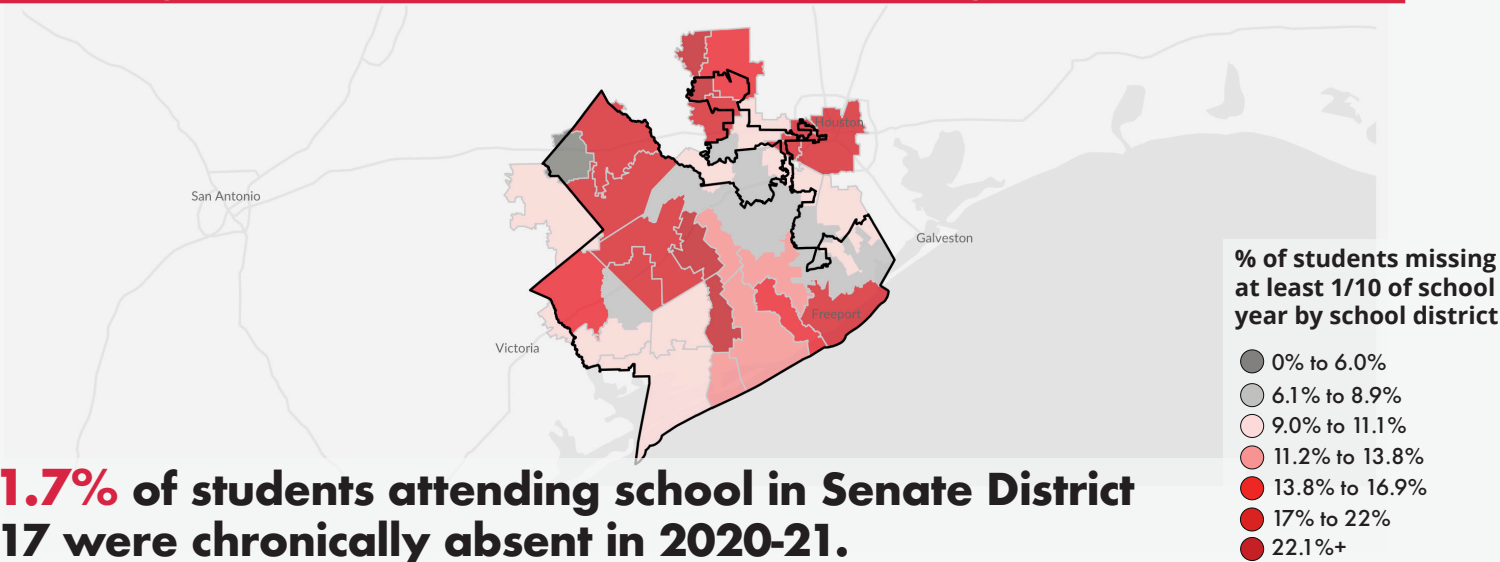 Houston
San Antonio
Galveston
% of students missing
at least 1/10 of school
year by school district
Freeport
Victoria
0% to 6.0%
6.1% to 8.9%
9.0% to 11.1%
11.2% to 13.8%
13.8% to 16.9%
17% to 22%
22.1%+
1.7% of students attending school in Senate District
17 were chronically absent in 2020-21.